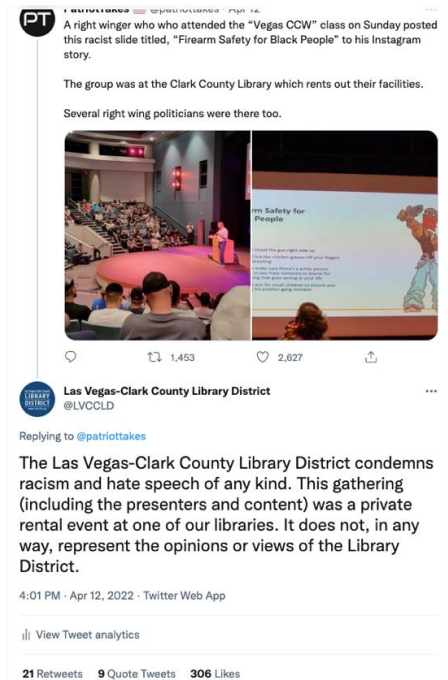 PT
@patriottakes · Apr 12
A right winger who who attended the “Vegas CCW” class on Sunday posted
this racist slide titled, “Firearm Safety for Black People” to his Instagram
story.
The group was at the Clark County Library which rents out their facilities.
Several right wing politicians were there too.
rm Safety for
People
1,453
2,627
LIBRARY
DISTRICT
Las Vegas-Clark County Library District
@LVCCLD
Replying to @patriottakes
The Las Vegas-Clark County Library District condemns
racism and hate speech of any kind. This gathering
(including the presenters and content) was a private
rental event at one of our libraries. It does not, in any
way, represent the opinions or views of the Library
District.
4:01 PM · Apr 12, 2022 · Twitter Web App
View Tweet analytics
21 Retweets 9 Quote Tweets 306 Likes